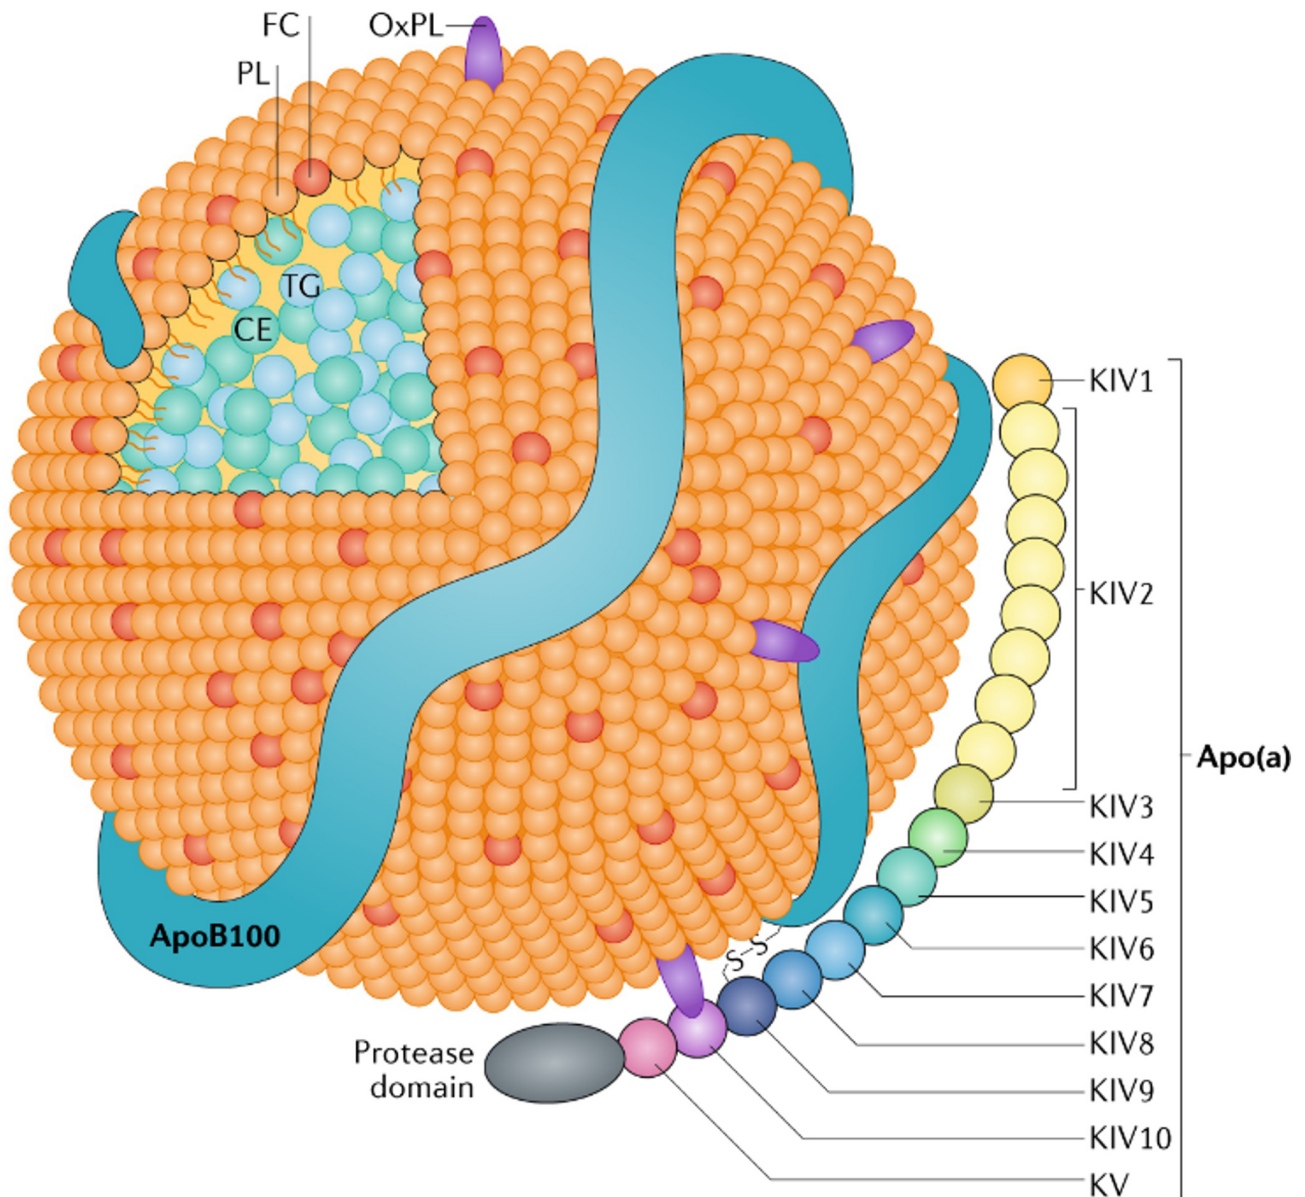 FC
OxPL
PL
TG
CE
KIV1
KIV2
Apo(a)
KIV3
KIV4
KIV5
ApoB100
KIV6
S
S
KIV7
KIV8
Protease
domain
KIV9
KIV10
KV